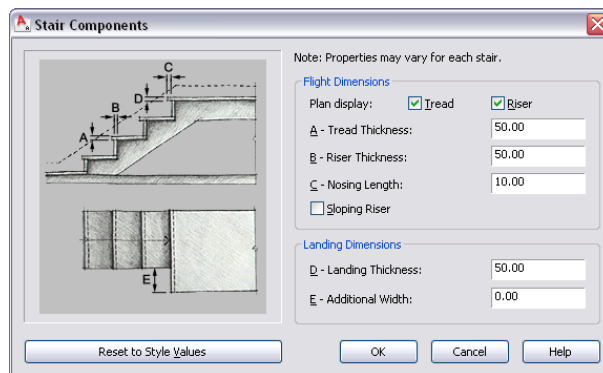 Stair Components
C
D
B
A
E
Note: Properties may vary for each stair.
Flight Dimensions
Plan display: Tread Riser
A - Tread Thickness: 50.00
B - Riser Thickness: 50.00
C - Nosing Length: 10.00
Sloping Riser
Landing Dimensions
D - Landing Thickness: 50.00
E - Additional Width: 0.00
Reset to Style Values OK Cancel Help